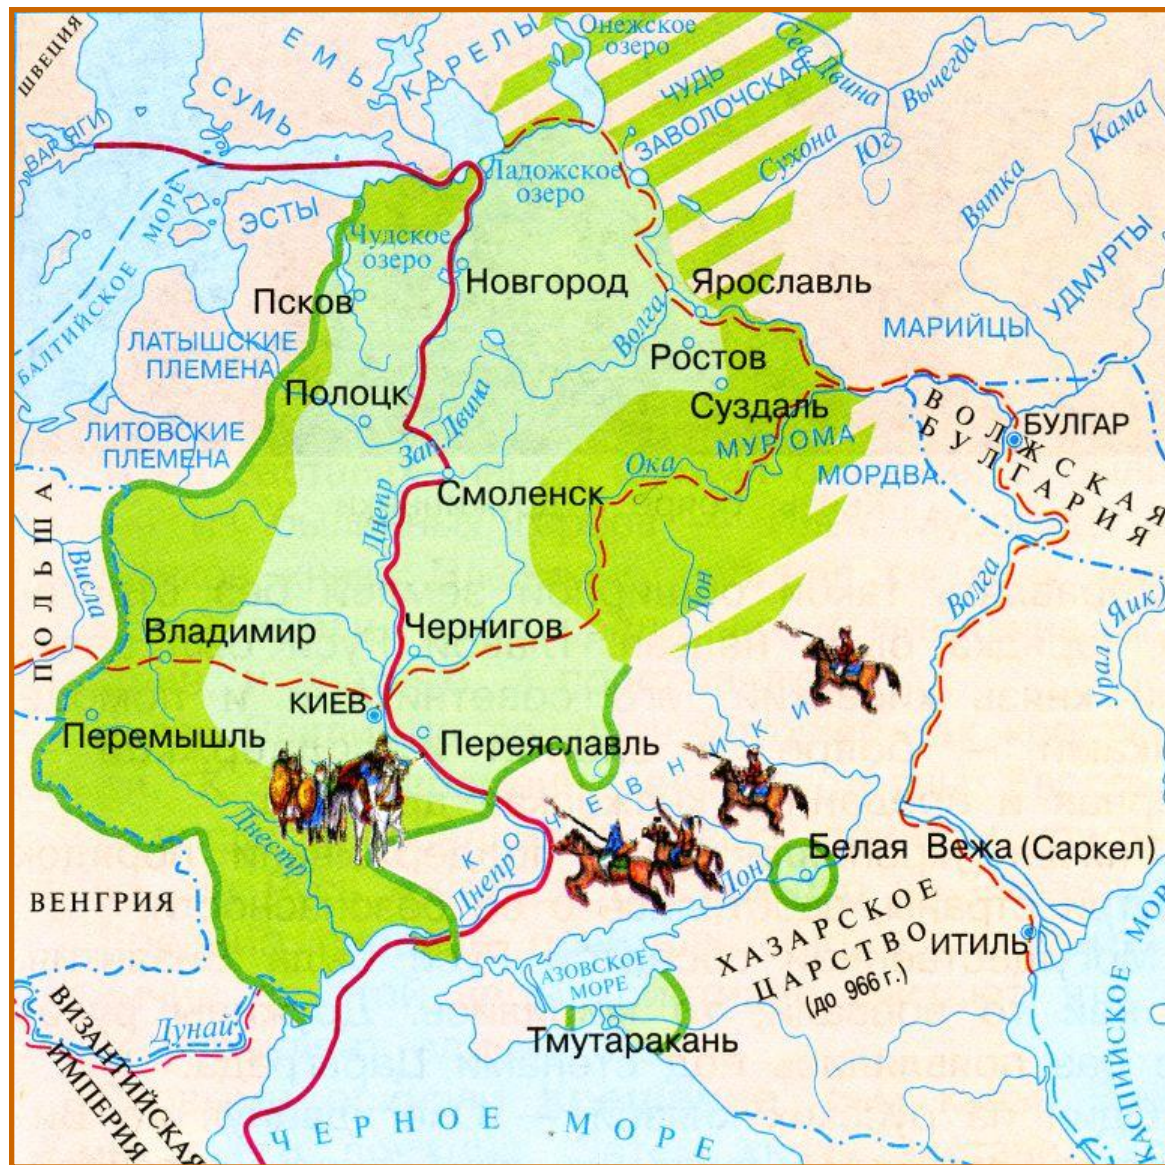 ШВЕЦИЯ
ЕМЬ
КАРЕЛЫ
Онежское
озеро
Сев. Двина
Вычегда
СУМЬ
ЧУДЬ
ЗАВОЛОЧСКАЯ
Кама
ВАРЯГИ
Сухона
Юг
Ладожское
озеро
Вятка
ЭСТЫ
БАЛТИЙСКОЕ МОРЕ
Чудское
озеро
УДМУРТЫ
Псков
Новгород
Ярославль
Волга
МАРИЙЦЫ
ЛАТЫШСКИЕ
ПЛЕМЕНА
Ростов
Полоцк
Суздаль
Зап. Двина
ВОЛЖСКАЯ
БУЛГАРИЯ
БУЛГАР
ЛИТОВСКИЕ
ПЛЕМЕНА
МУРОМА
Ока
МОРДВА
Смоленск
Днепр
ПОЛЬША
Висла
Дон
Волга
Урал (Яик)
Владимир
Чернигов
КИЕВ
Перемышль
Переяславль
КОЧЕВНИКИ
Днестр
Днепр
Дон
Белая Вежа (Саркел)
ВЕНГРИЯ
ХАЗАРСКОЕ
ЦАРСТВО
(до 966 г.)
ИТИЛЬ
АЗОВСКОЕ
МОРЕ
Тмутаракань
Дунай
ВИЗАНТИЙСКАЯ
ИМПЕРИЯ
ЧЕРНОЕ МОРЕ
КАСПИЙСКОЕ МОРЕ